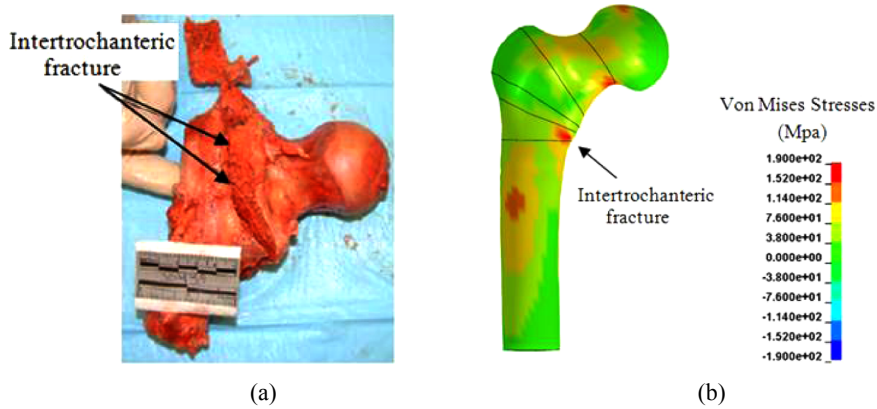 Intertrochanteric
fracture
Von Mises Stresses
(Mpa)
1.900e+02
1.520e+02
1.140e+02
7.600e+01
3.800e+01
0.000e+00
-3.800e+01
-7.600e+01
-1.140e+02
-1.520e+02
-1.900e+02
Intertrochanteric
fracture
(a)
(b)